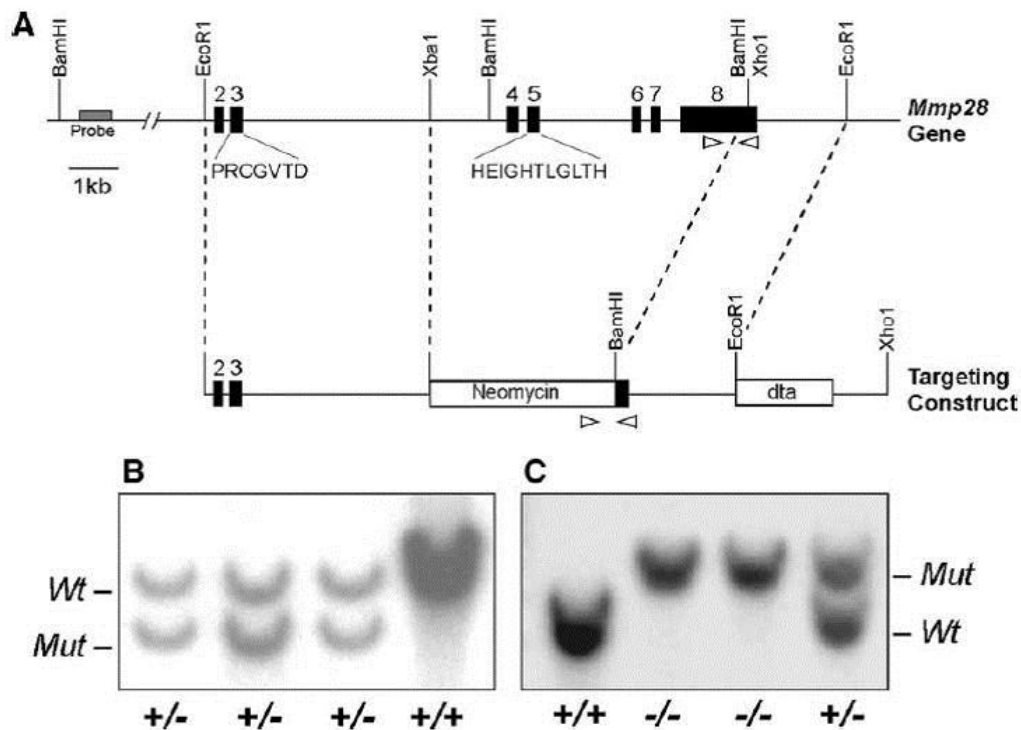 A
BamHI EcoR1 Xba1 BamHI BamHI Xho1 EcoR1
2 3 4 5 6 7 8
Probe // Mmp28
Gene
PRCGVTD HEIGHTLGLTH
1kb
BamHI EcoR1 Xho1
2 3
Neomycin dta Targeting
Construct
B
Wt
Mut
+/- +/- +/- +/+
C
Mut
Wt
+/+ -/- -/- +/-